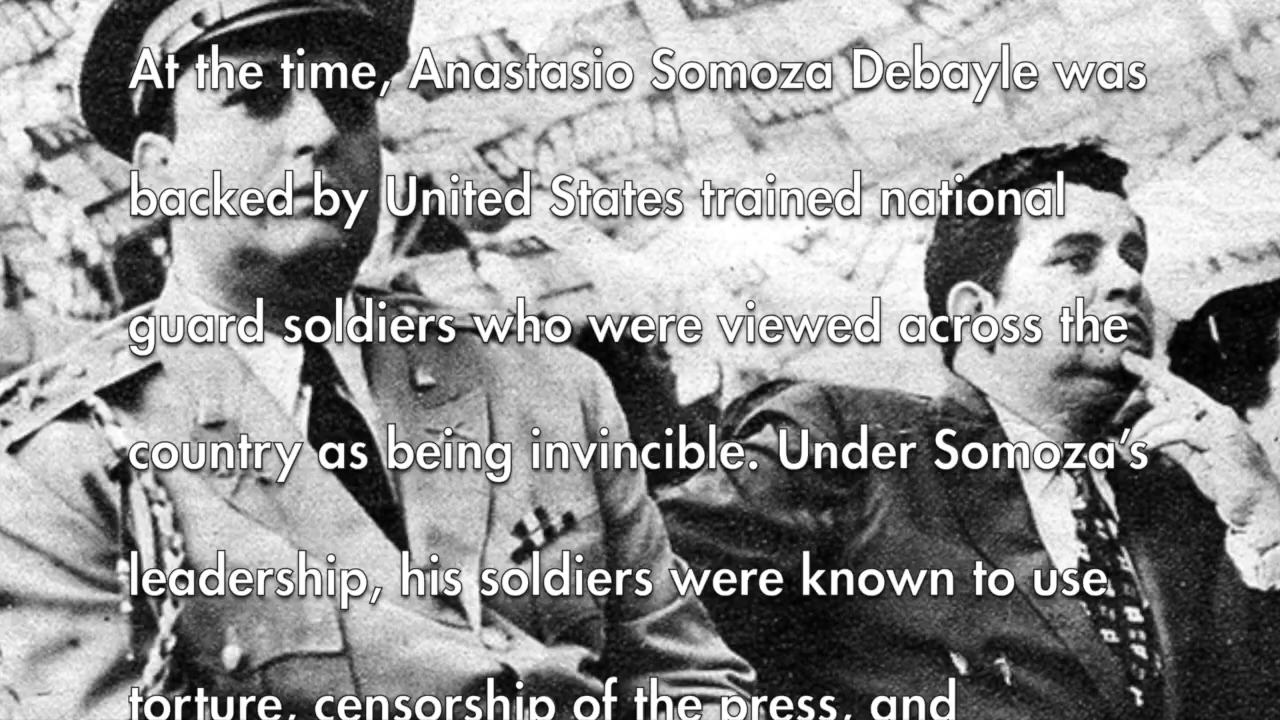 At the time, Anastasio Somoza Debayle was
backed by United States trained national
guard soldiers who were viewed across the
country as being invincible. Under Somoza’s
leadership, his soldiers were known to use
torture, censorship of the press, and